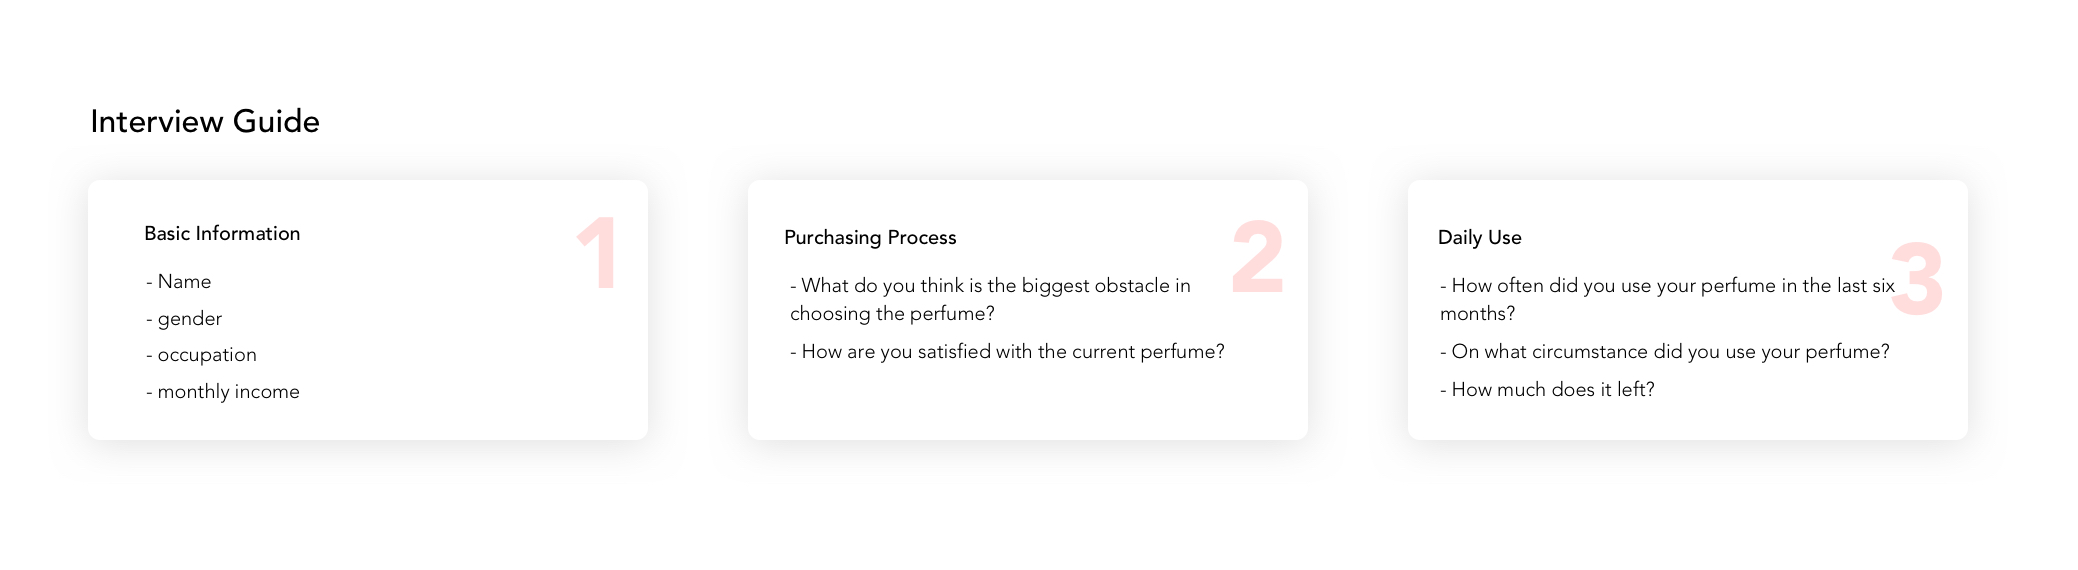 Interview Guide
1
Basic Information
- Name
- gender
- occupation
- monthly income
2
Purchasing Process
- What do you think is the biggest obstacle in
choosing the perfume?
- How are you satisfied with the current perfume?
3
Daily Use
- How often did you use your perfume in the last six
months?
- On what circumstance did you use your perfume?
- How much does it left?